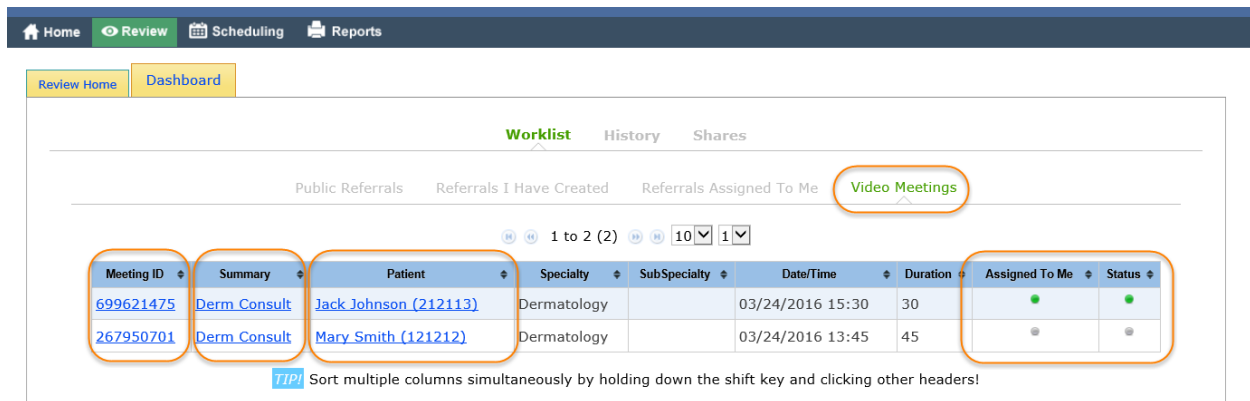 Home Review Scheduling Reports
Review Home Dashboard
Worklist History Shares
Public Referrals Referrals I Have Created Referrals Assigned To Me Video Meetings
1 to 2 (2) 10 1
Meeting ID Summary Patient Specialty SubSpecialty Date/Time Duration Assigned To Me Status
699621475 Derm Consult Jack Johnson (212113) Dermatology 03/24/2016 15:30 30
267950701 Derm Consult Mary Smith (121212) Dermatology 03/24/2016 13:45 45
TIP! Sort multiple columns simultaneously by holding down the shift key and clicking other headers!